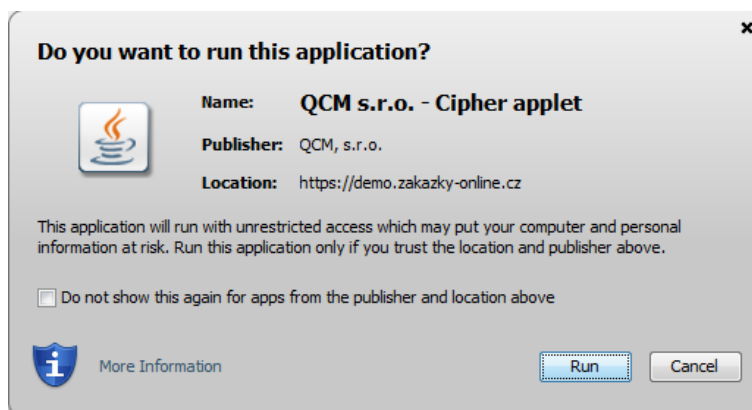 Do you want to run this application?
Name: QCM s.r.o. - Cipher applet
Publisher: QCM, s.r.o.
Location: https://demo.zakazky-online.cz
This application will run with unrestricted access which may put your computer and personal
information at risk. Run this application only if you trust the location and publisher above.
Do not show this again for apps from the publisher and location above
More Information
Run
Cancel